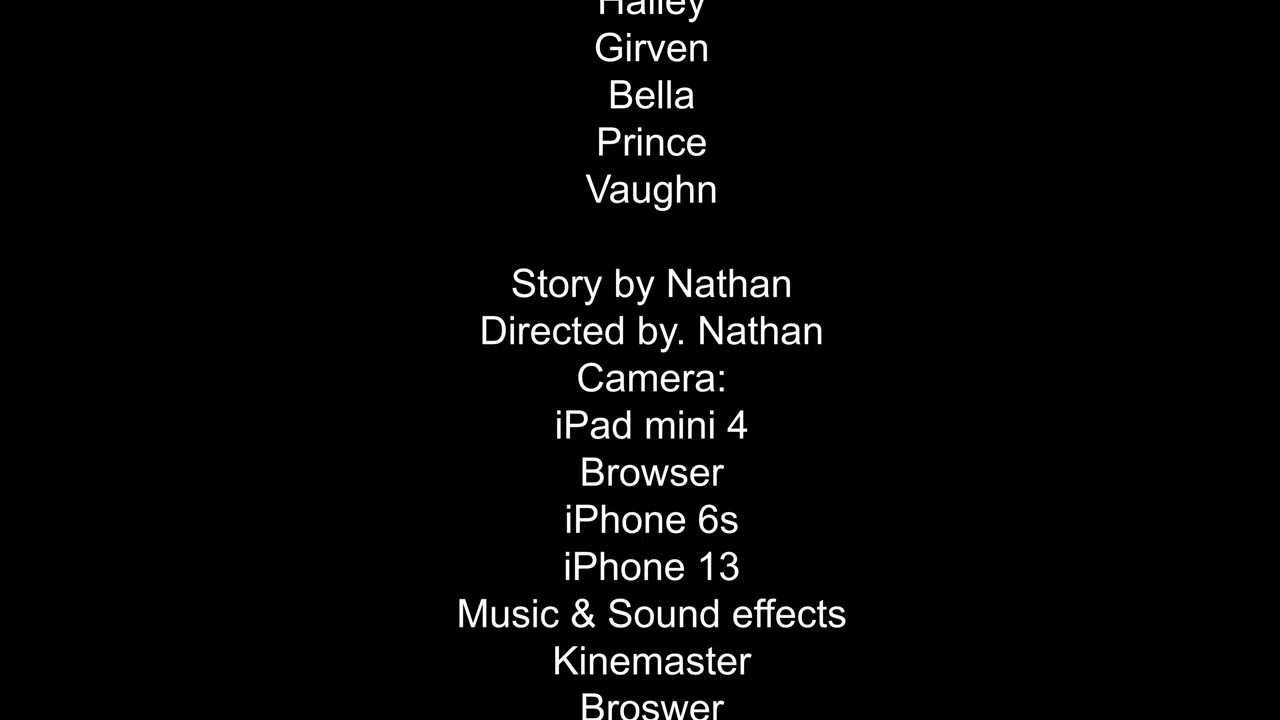 Hailey
Girven
Bella
Prince
Vaughn
Story by Nathan
Directed by. Nathan
Camera:
iPad mini 4
Browser
iPhone 6s
iPhone 13
Music & Sound effects
Kinemaster
Broswer